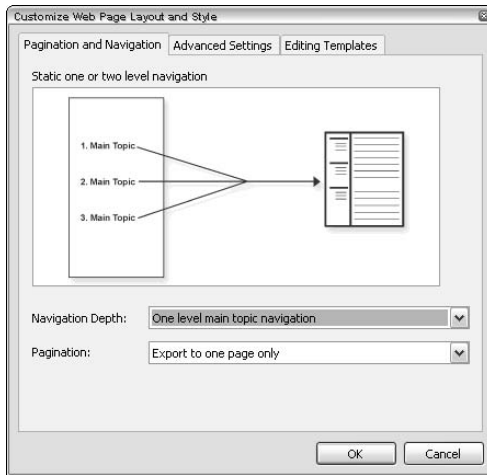 Customize Web Page Layout and Style
Pagination and Navigation Advanced Settings Editing Templates
Static one or two level navigation
1. Main Topic
2. Main Topic
3. Main Topic
Navigation Depth: One level main topic navigation
Pagination: Export to one page only
OK Cancel